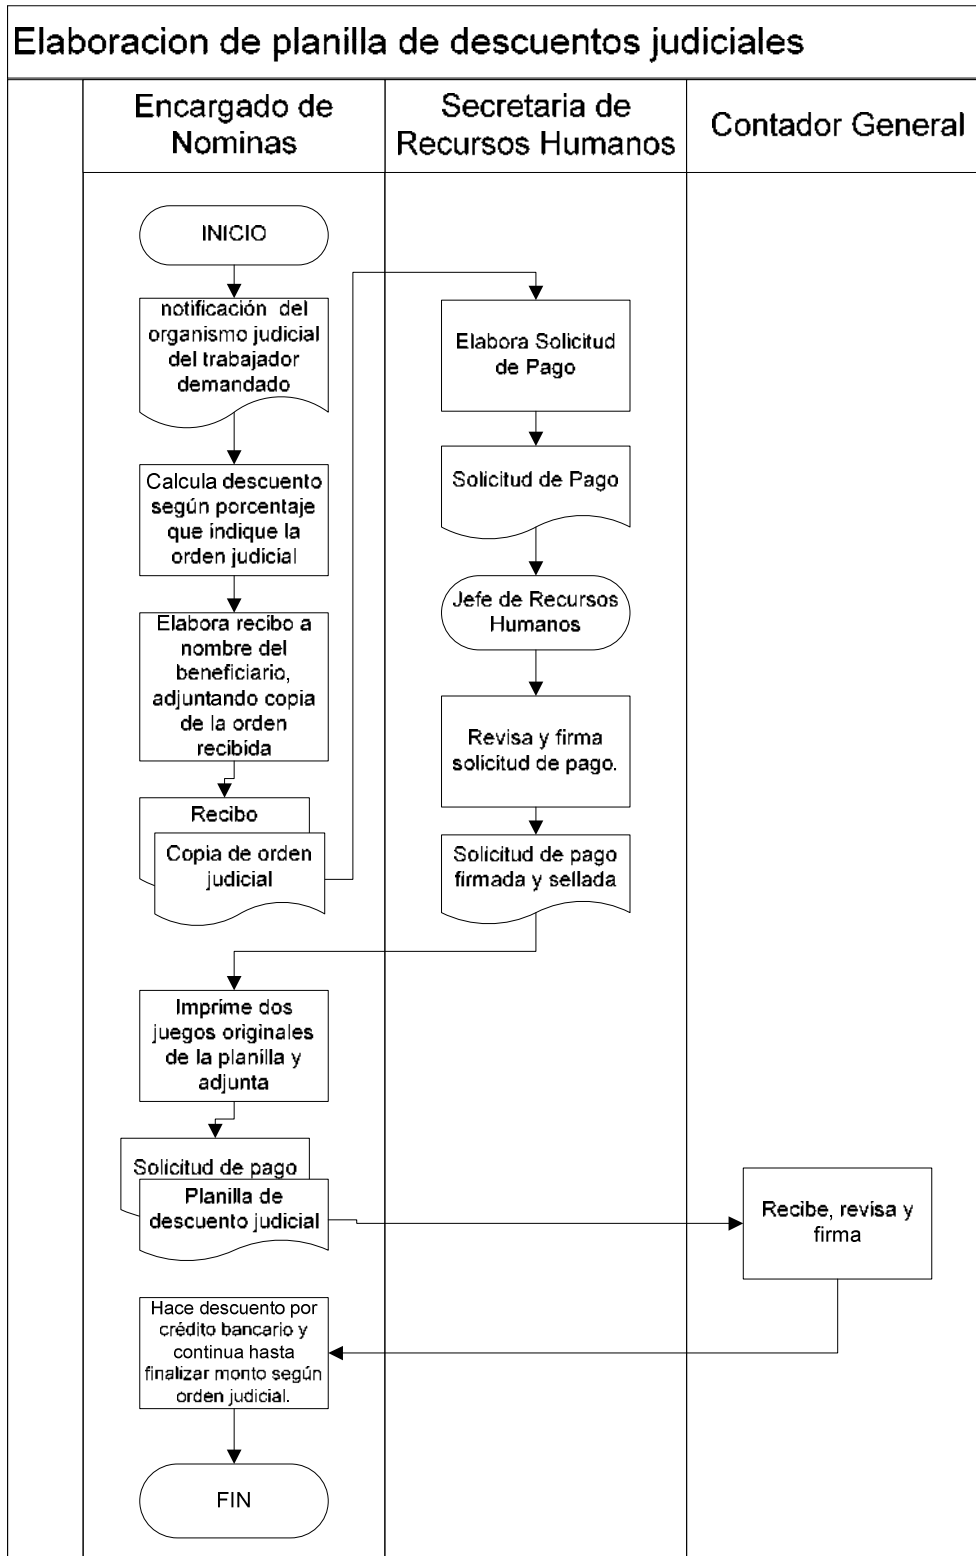 Elaboracion de planilla de descuentos judiciales
Encargado de
Nominas
Secretaria de
Recursos Humanos
Contador General
INICIO
notificación del
organismo judicial
del trabajador
demandado
Calcula descuento
según porcentaje
que indique la
orden judicial
Elabora recibo a
nombre del
beneficiario,
adjuntando copia
de la orden
recibida
Recibo
Copia de orden
judicial
Elabora Solicitud
de Pago
Solicitud de Pago
Jefe de Recursos
Humanos
Revisa y firma
solicitud de pago.
Solicitud de pago
firmada y sellada
Imprime dos
juegos originales
de la planilla y
adjunta
Solicitud de pago
Planilla de
descuento judicial
Recibe, revisa y
firma
Hace descuento por
crédito bancario y
continua hasta
finalizar monto según
orden judicial.
FIN